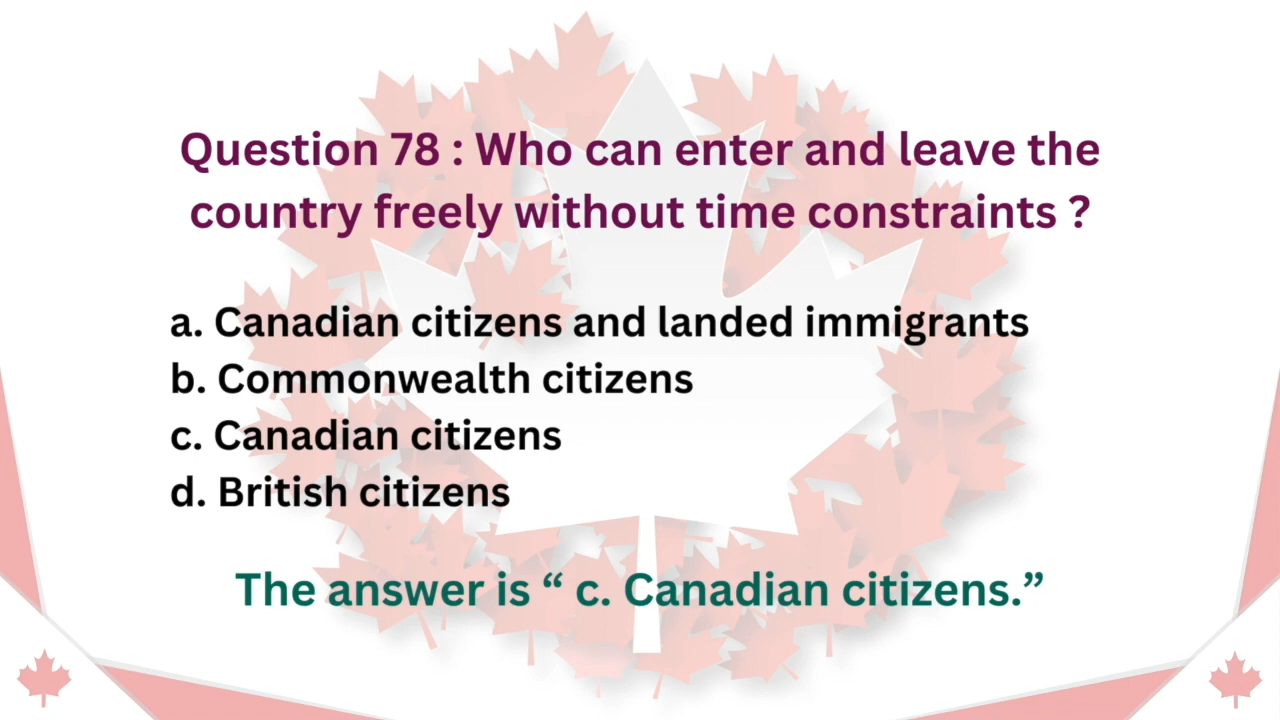 Question 78 : Who can enter and leave the
country freely without time constraints ?
a. Canadian citizens and landed immigrants
b. Commonwealth citizens
c. Canadian citizens
d. British citizens
The answer is “ c. Canadian citizens.”